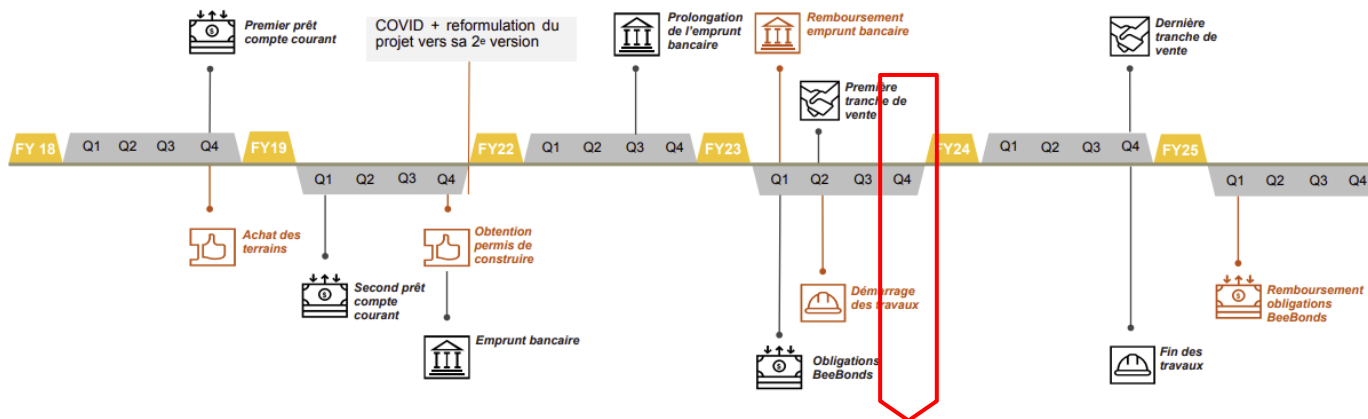 Premier prêt
compte courant
COVID + reformulation du
projet vers sa 2e version
Prolongation
de l'emprunt
bancaire
Remboursement
emprunt bancaire
Première
tranche de
vente
Dernière
tranche de
vente
FY 18 Q1 Q2 Q3 Q4 FY19 FY22 Q1 Q2 Q3 Q4 FY23 FY24 Q1 Q2 Q3 Q4 FY25
Q1 Q2 Q3 Q4 Q1 Q2 Q3 Q4 Q1 Q2 Q3 Q4
Achat des
terrains
Second prêt
compte
courant
Obtention
permis de
construire
Emprunt bancaire
Démarrage
des travaux
Obligations
BeeBonds
Fin des
travaux
Remboursement
obligations
BeeBonds